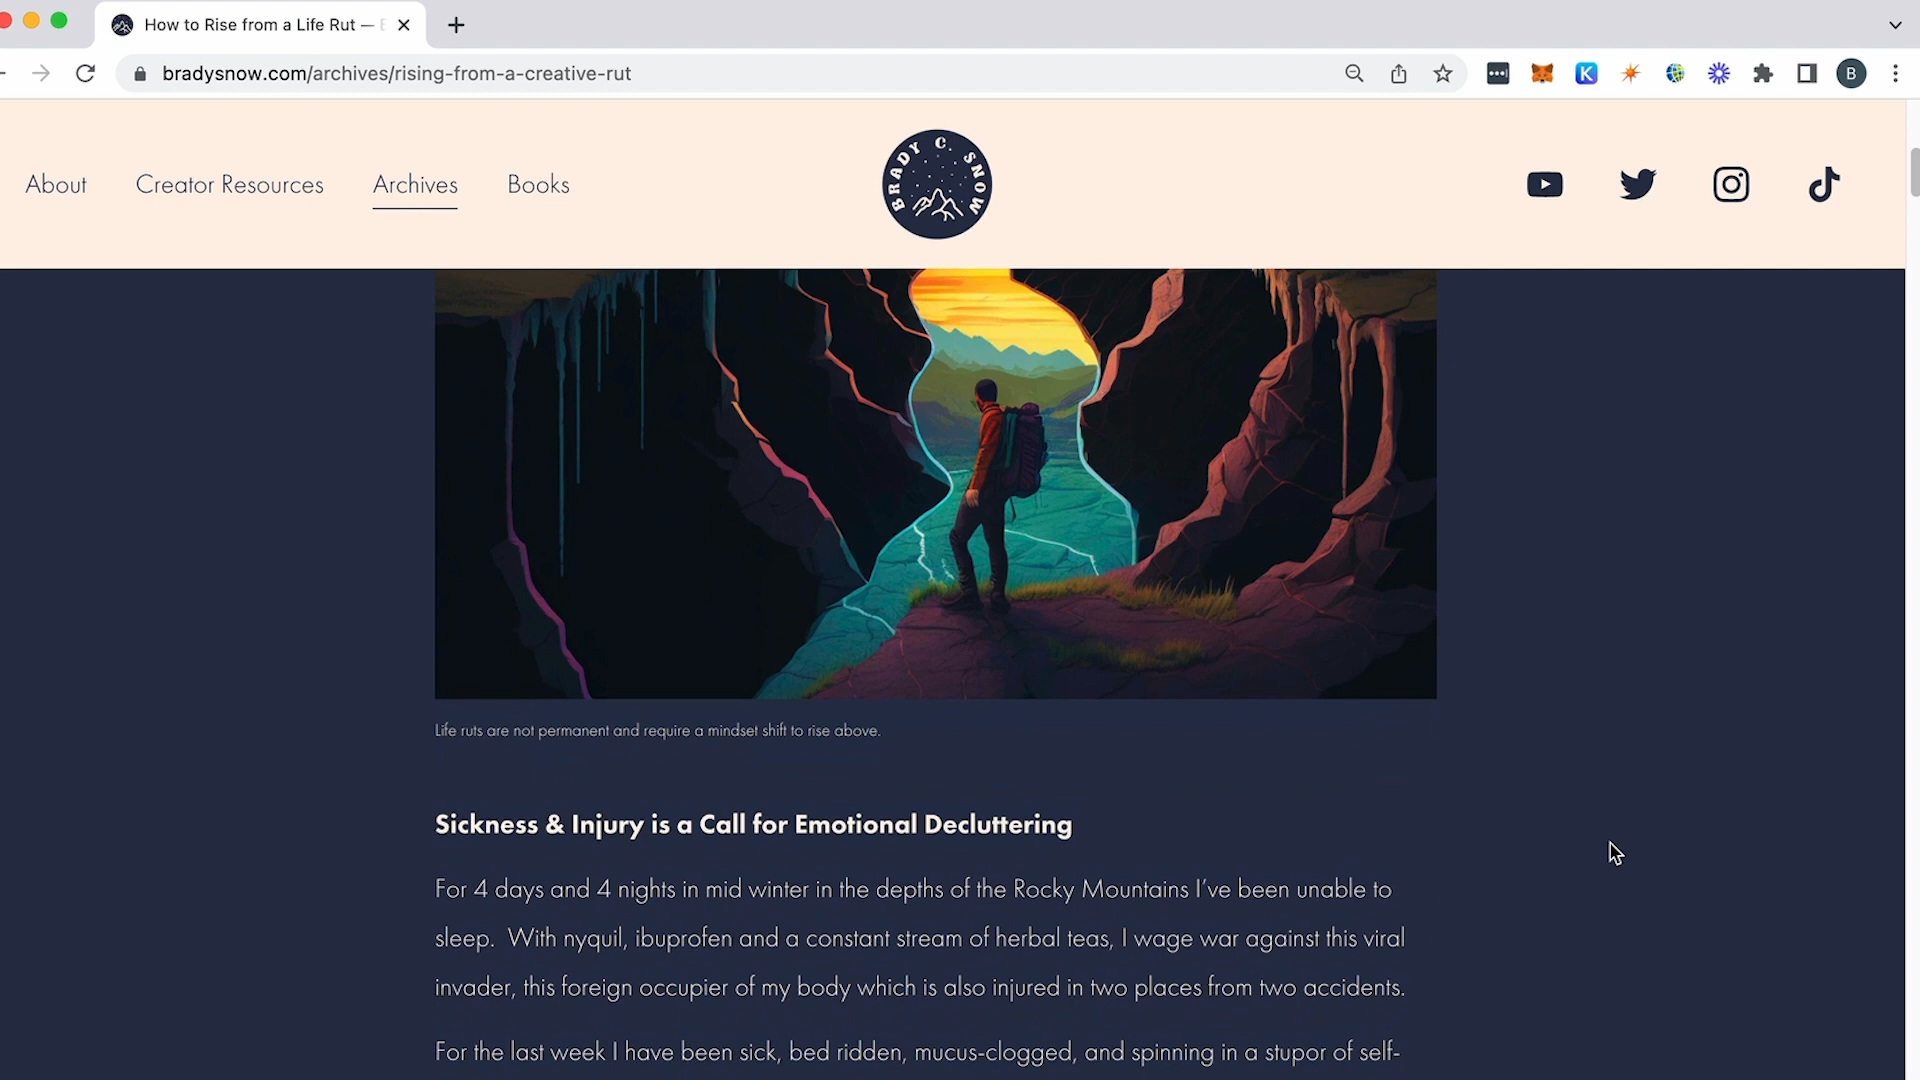 How to Rise from a Life Rut —
bradysnow.com/archives/rising-from-a-creative-rut
B
About
Creator Resources
Archives
Books
BRADY C. SNOW
Life ruts are not permanent and require a mindset shift to rise above.
Sickness & Injury is a Call for Emotional Decluttering
For 4 days and 4 nights in mid winter in the depths of the Rocky Mountains I've been unable to
sleep.  With nyquil, ibuprofen and a constant stream of herbal teas, I wage war against this viral
invader, this foreign occupier of my body which is also injured in two places from two accidents.
For the last week I have been sick, bed ridden, mucus-clogged, and spinning in a stupor of self-